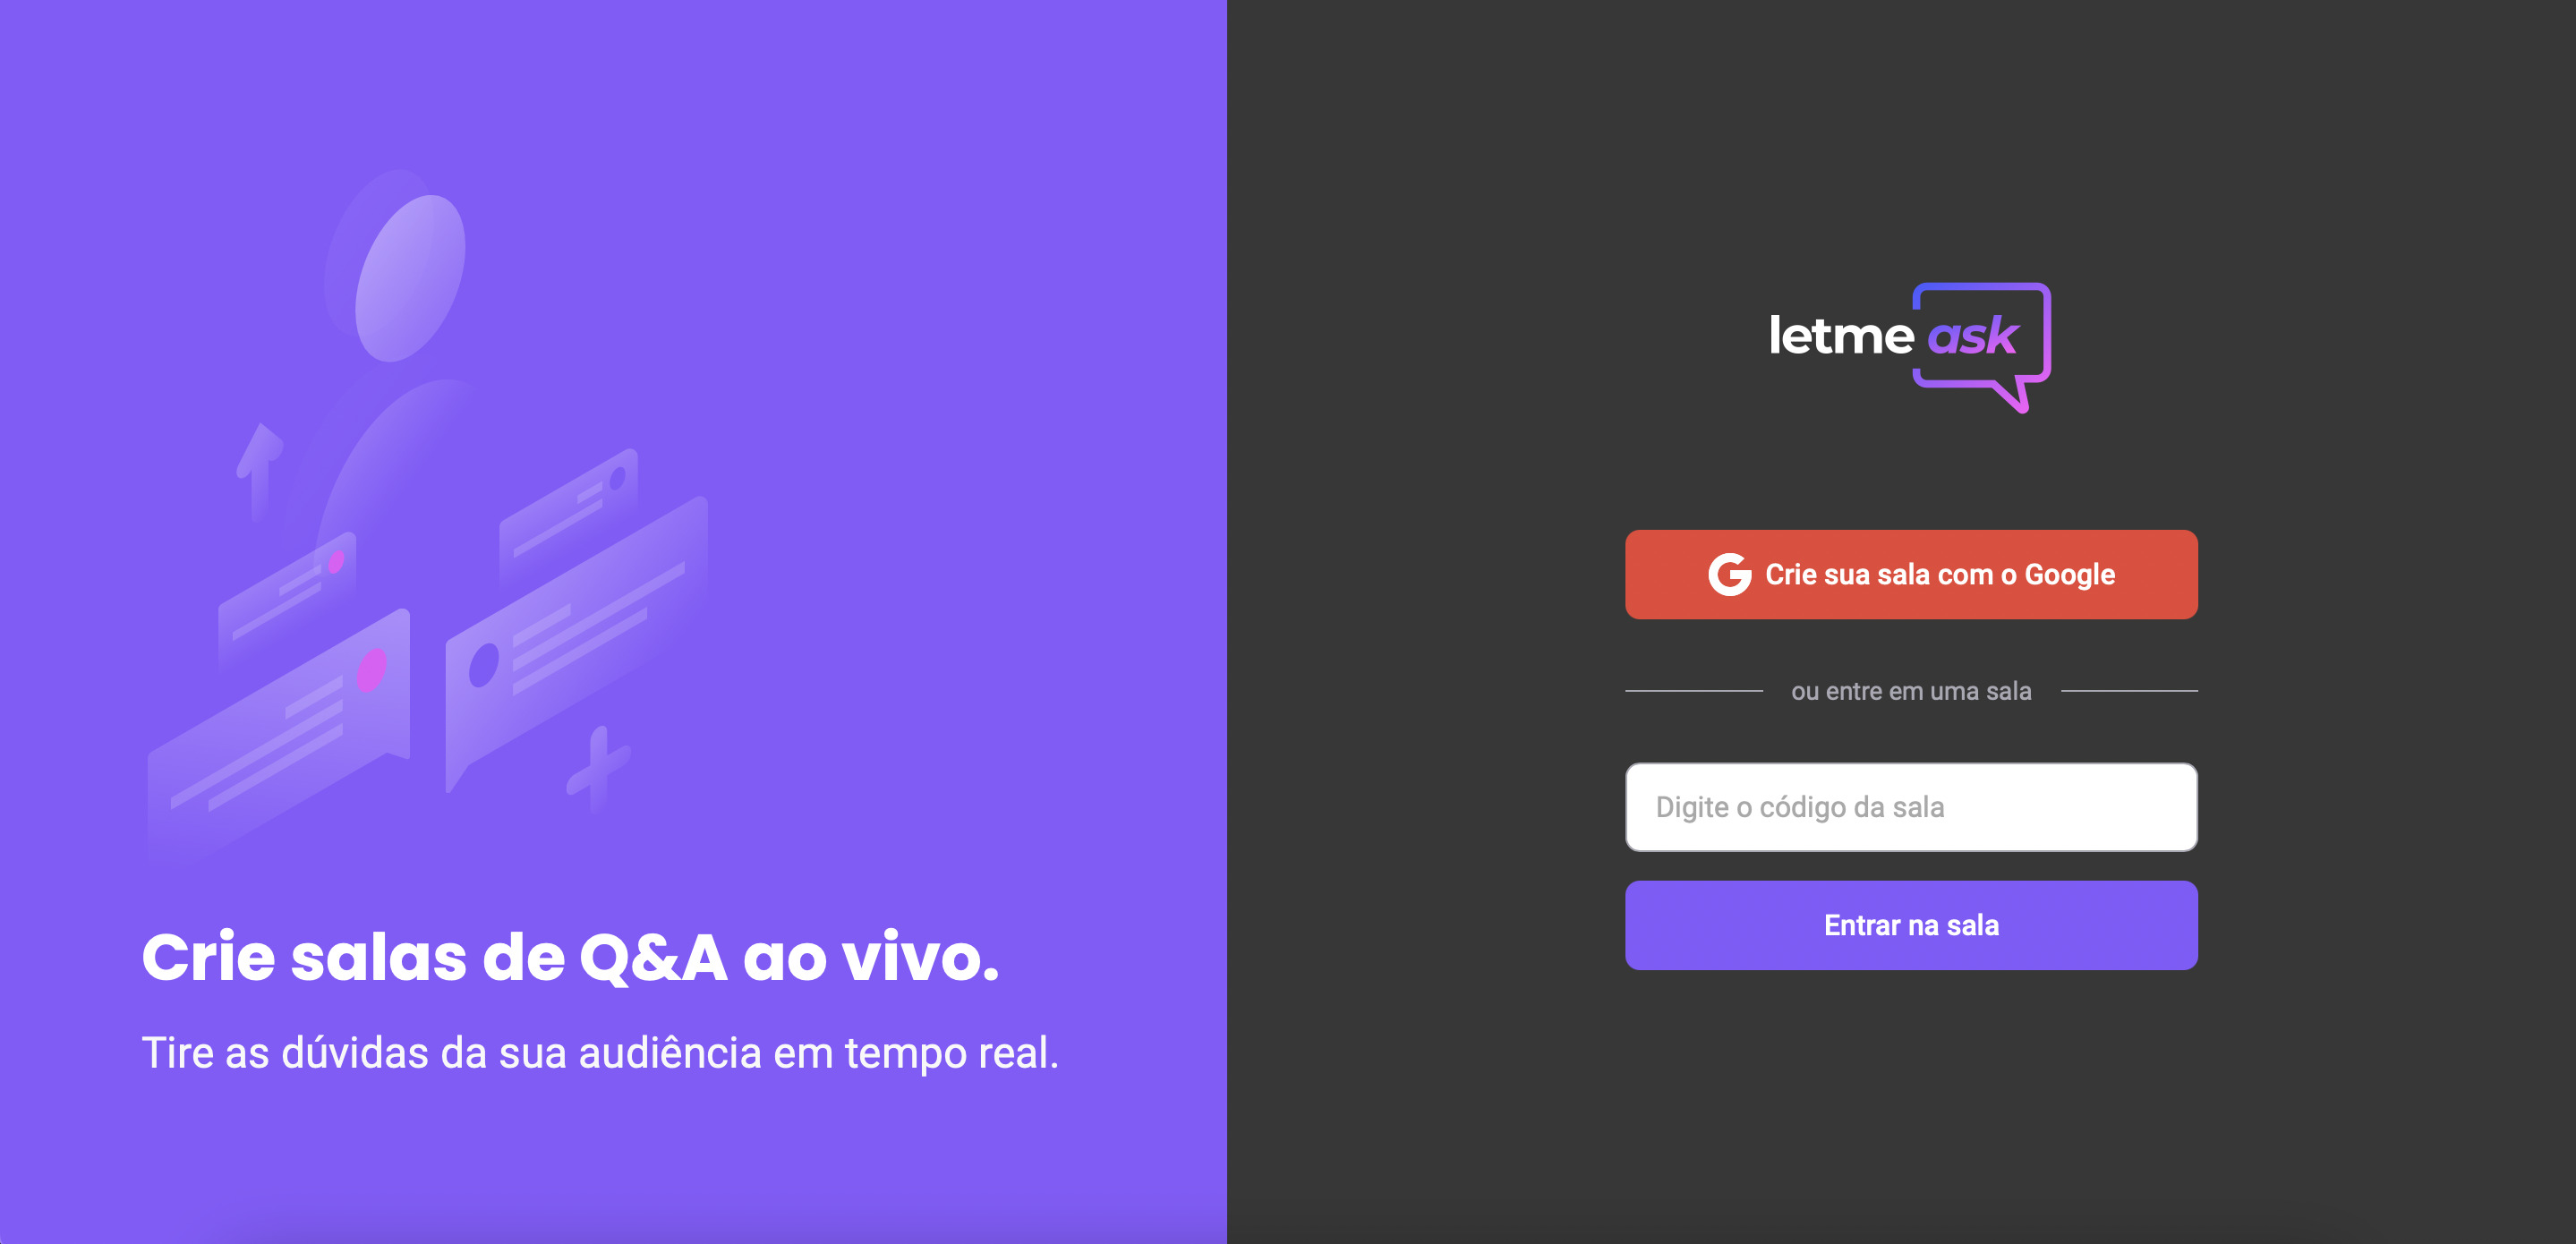 Crie salas de Q&A ao vivo.
Tire as dúvidas da sua audiência em tempo real.
letme ask
Crie sua sala com o Google
ou entre em uma sala
Digite o código da sala
Entrar na sala